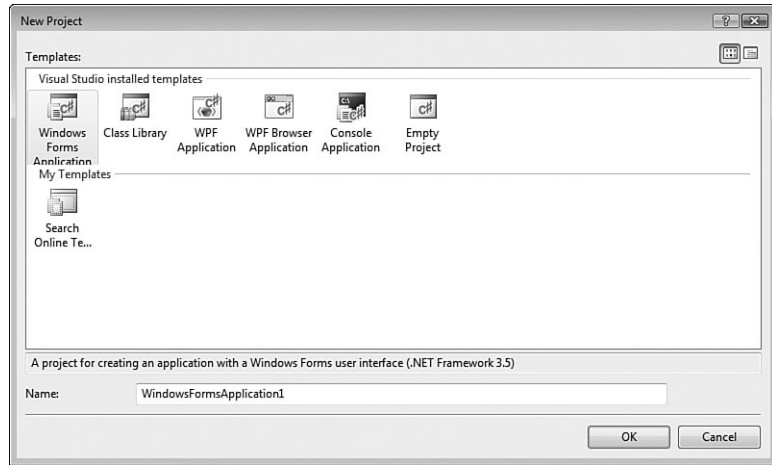 New Project
Templates:
Visual Studio installed templates
Windows
Forms
Application
Class Library
WPF
Application
WPF Browser
Application
Console
Application
Empty
Project
My Templates
Search
Online Te...
A project for creating an application with a Windows Forms user interface (.NET Framework 3.5)
Name:
WindowsFormsApplication1
OK
Cancel